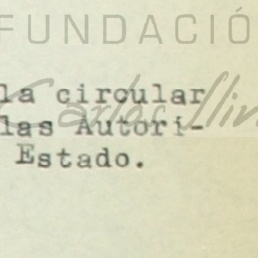 FUNDACIÓ
la circular
las Autori-
Estado.